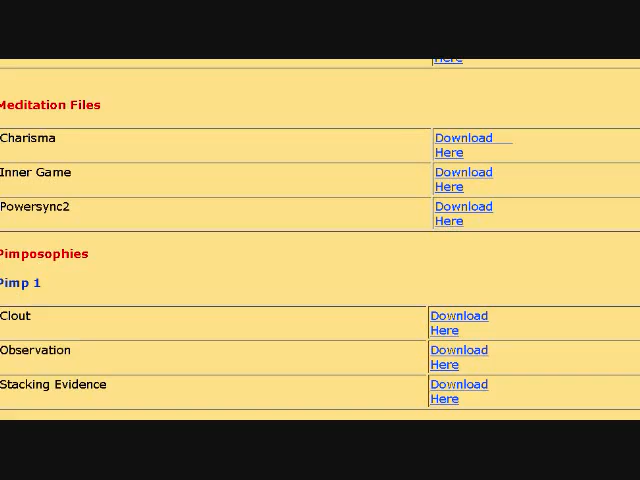 Here
Meditation Files
Charisma
Download
Here
Inner Game
Download
Here
Powersync2
Download
Here
Pimposophies
Pimp 1
Clout
Download
Here
Observation
Download
Here
Stacking Evidence
Download
Here